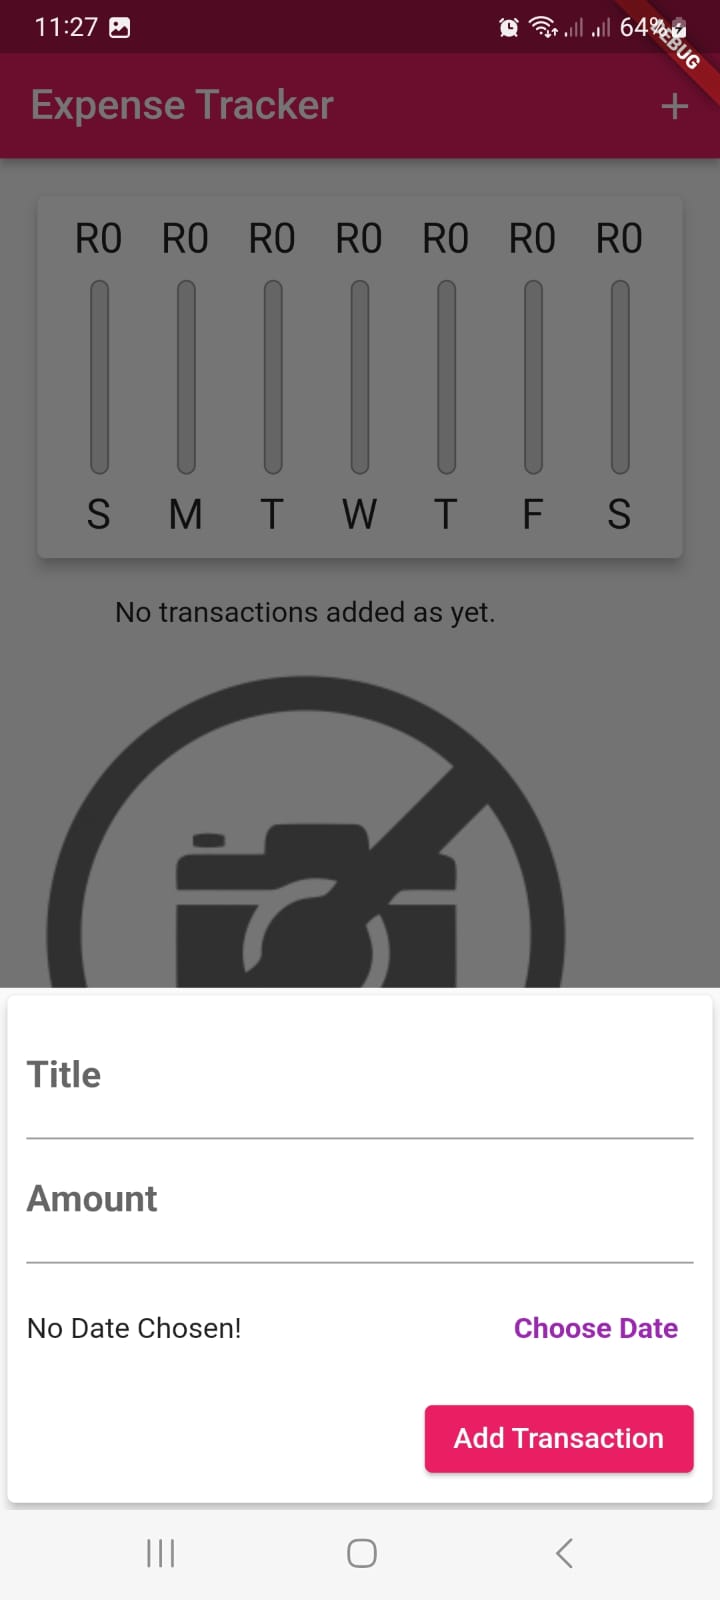 11:27 64%
DEBUG
Expense Tracker +
R0 R0 R0 R0 R0 R0 R0
S M T W T F S
No transactions added as yet.
Title
Amount
No Date Chosen! Choose Date
Add Transaction